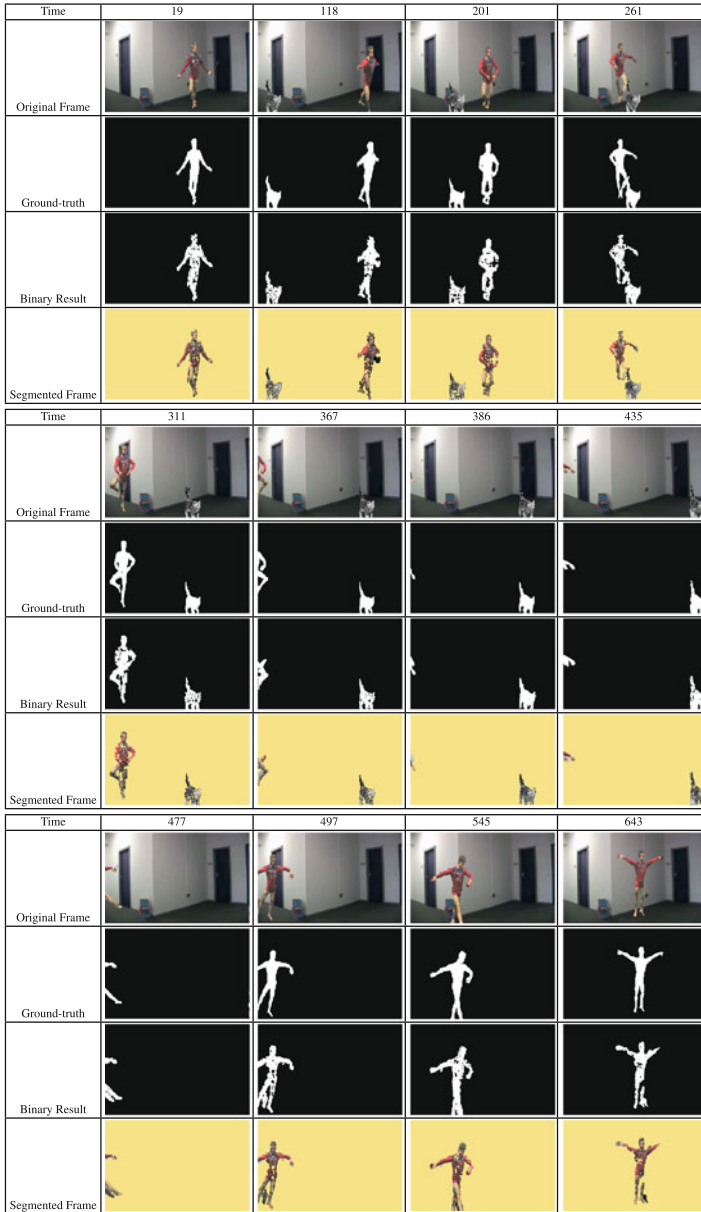 Time 19 118 201 261
Original Frame
Ground-truth
Binary Result
Segmented Frame
Time 311 367 386 435
Original Frame
Ground-truth
Binary Result
Segmented Frame
Time 477 497 545 643
Original Frame
Ground-truth
Binary Result
Segmented Frame